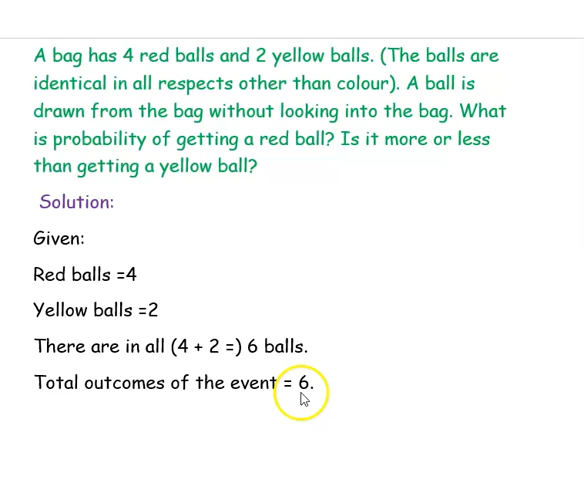 A bag has 4 red balls and 2 yellow balls. (The balls are
identical in all respects other than colour). A ball is
drawn from the bag without looking into the bag. What
is probability of getting a red ball? Is it more or less
than getting a yellow ball?
Solution:
Given:
Red balls =4
Yellow balls =2
There are in all (4 + 2 =) 6 balls.
Total outcomes of the event = 6.